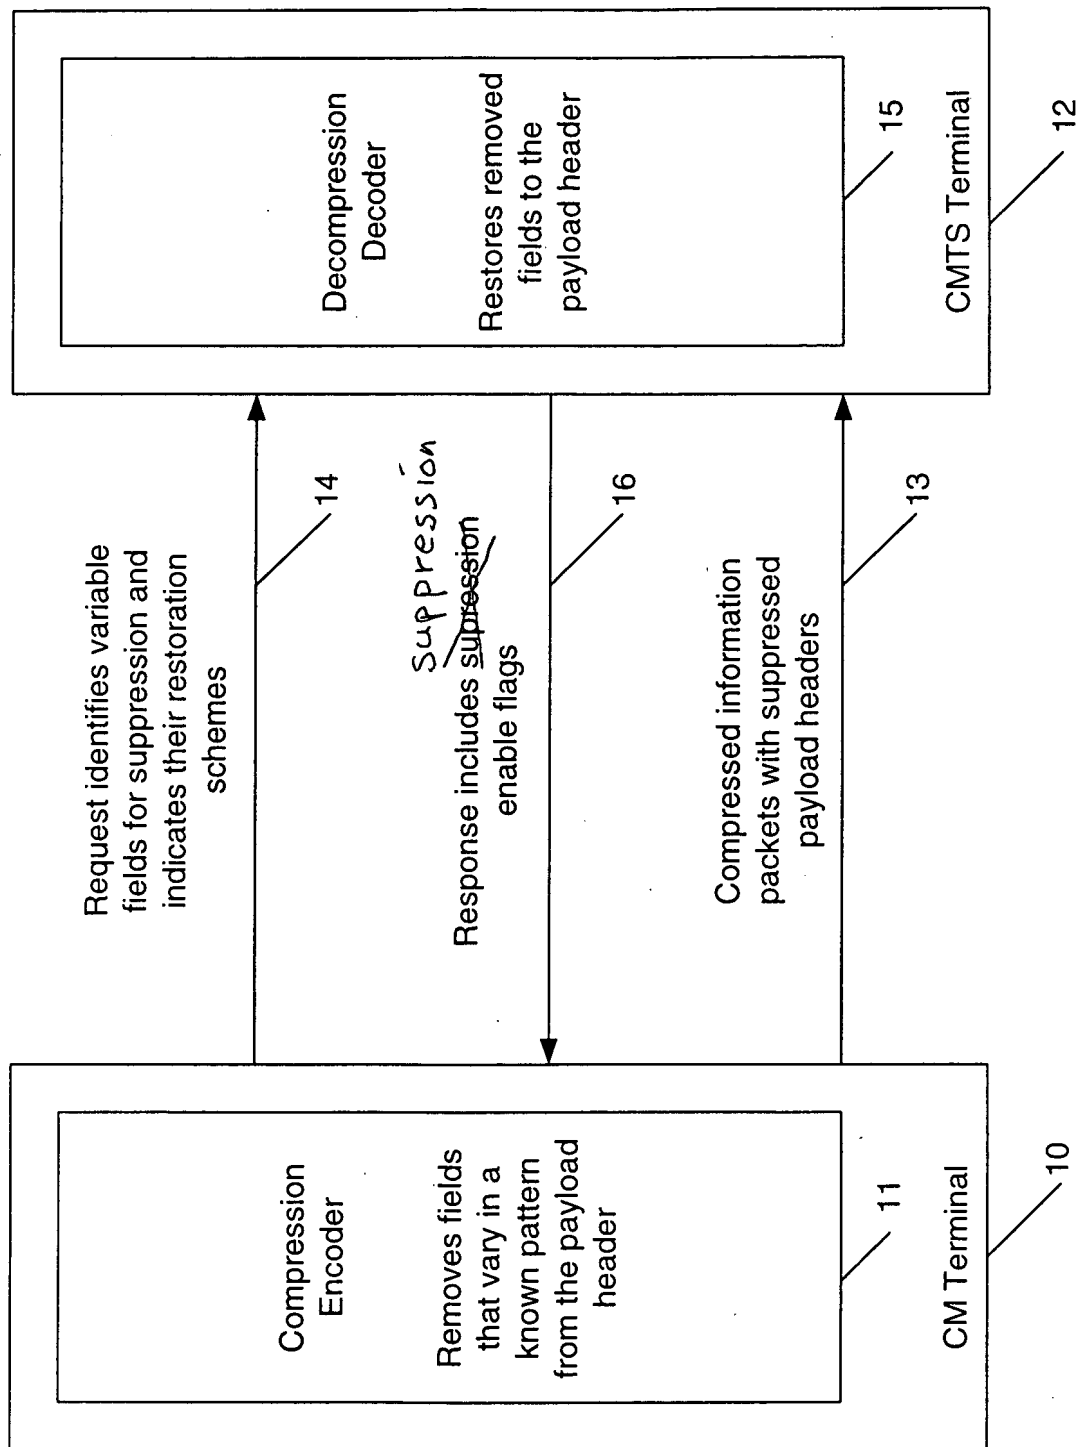 Compression
Encoder
Removes fields
that vary in a
known pattern
from the payload
header
11
CM Terminal
10
Request identifies variable
fields for suppression and
indicates their restoration
schemes
14
suppression
Response includes supression
enable flags
16
Compressed information
packets with suppressed
payload headers
13
Decompression
Decoder
Restores removed
fields to the
payload header
15
CMTS Terminal
12